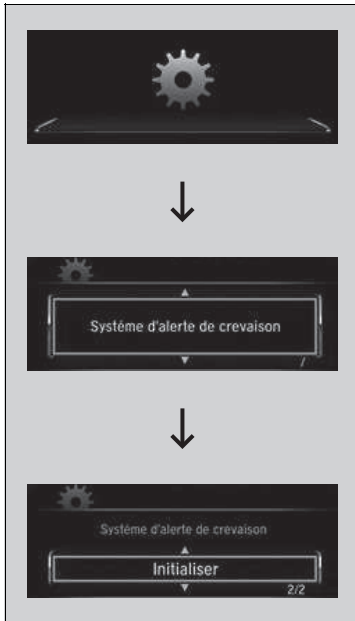 Système d'alerte de crevaison
/
Système d'alerte de crevaison
Initialiser
2/2